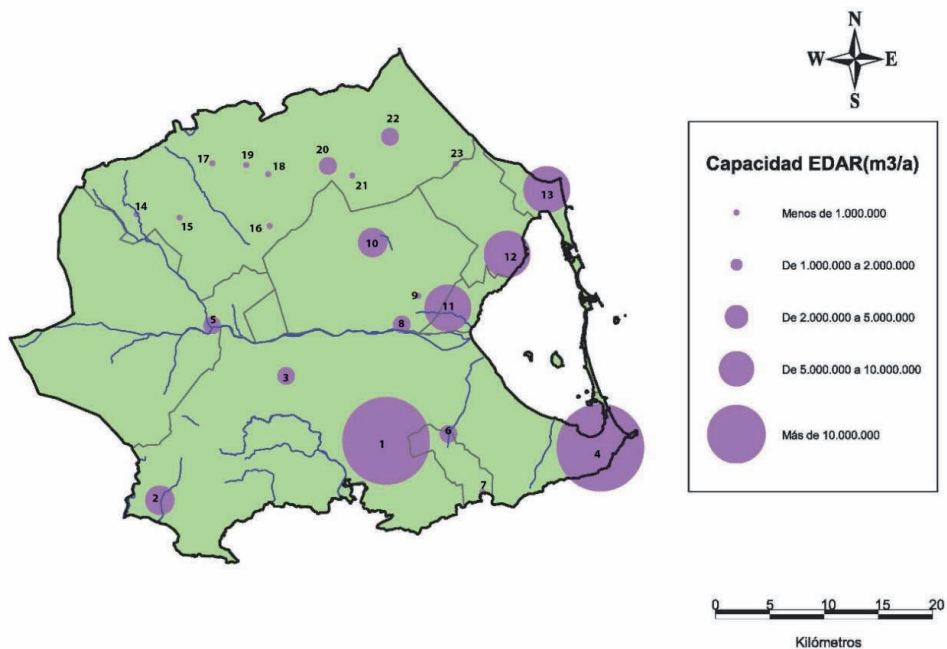 N
W E
S
Capacidad EDAR(m3/a)
Menos de 1.000.000
De 1.000.000 a 2.000.000
De 2.000.000 a 5.000.000
De 5.000.000 a 10.000.000
Más de 10.000.000
22
23
17
19
18
20
21
13
14
15
16
10
12
9
11
5
8
3
6
1
4
2
7
0 5 10 15 20
Kilómetros